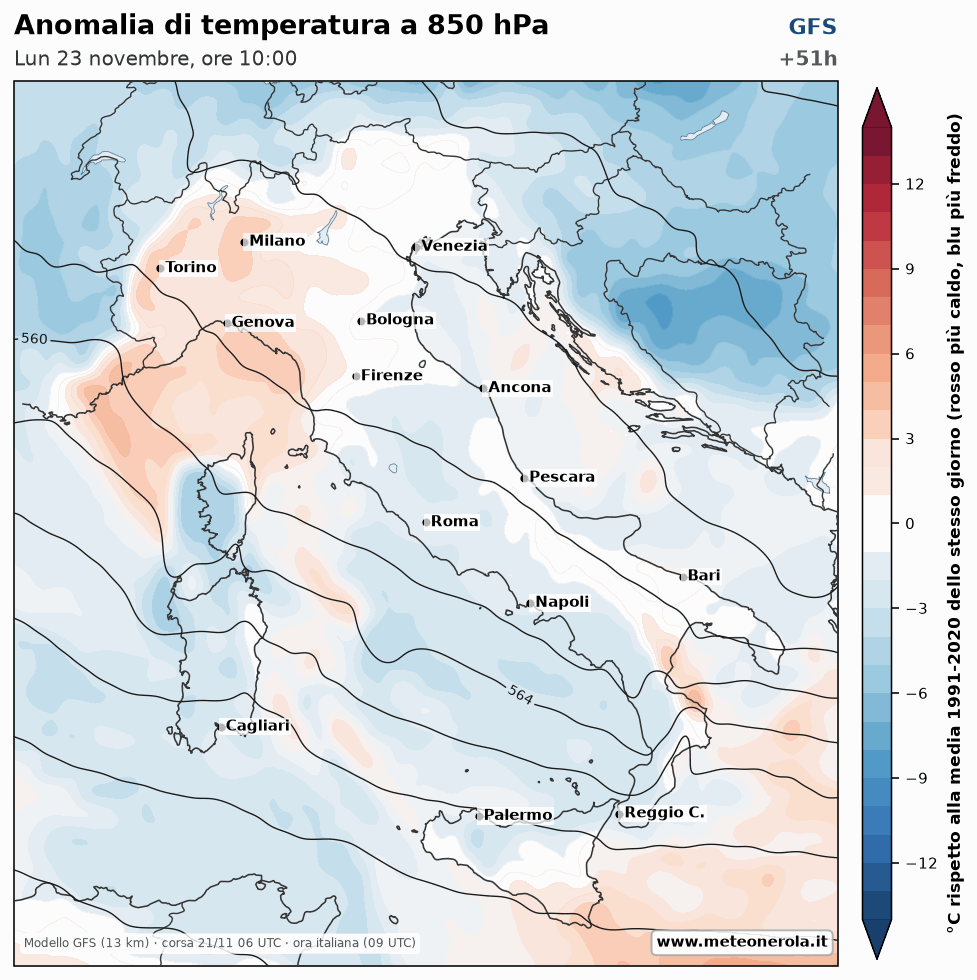 Anomalia di temperatura a 850 hPa
GFS
Lun 23 novembre, ore 10:00
+51h
Milano
Venezia
Torino
Genova
Bologna
560
Firenze
Ancona
Pescara
Roma
Bari
Napoli
564
Cagliari
Palermo
Reggio C.
Modello GFS (13 km) · corsa 21/11 06 UTC · ora italiana (09 UTC)
www.meteonerola.it
12
9
6
3
0
−3
−6
−9
−12
°C rispetto alla media 1991-2020 dello stesso giorno (rosso più caldo, blu più freddo)